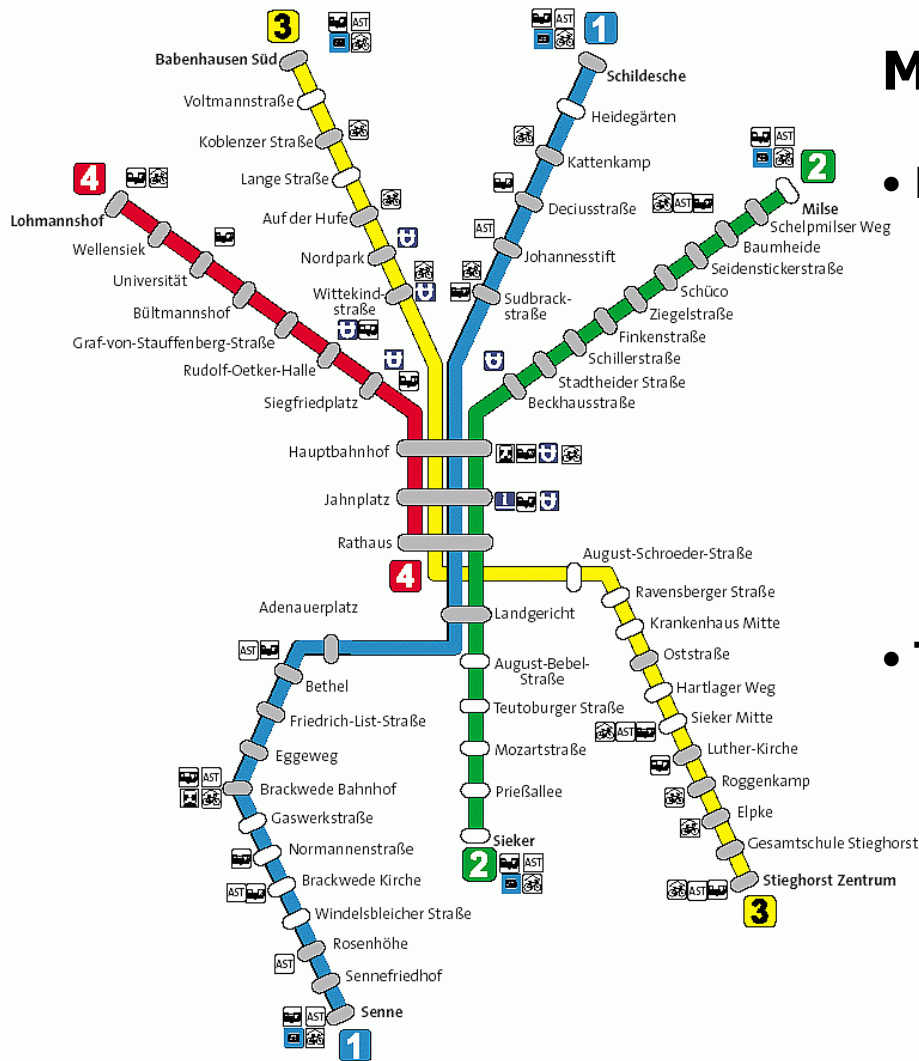 3
AST
AST
1
Babenhausen Süd
Schildesche
M
Voltmannstraße
Heidegärten
Koblenzer Straße
Kattenkamp
AST
2
4
Lange Straße
Deciusstraße
AST
Milse
Lohmannshof
Auf der Hufe
AST
Schelpmilser Weg
Wellensiek
Johannesstift
Baumheide
Nordpark
Seidenstickerstraße
Universität
Wittekind-
straße
Sudbrack-
straße
Schüco
Bültmannshof
Ziegelstraße
Graf-von-Stauffenberg-Straße
Finkenstraße
Rudolf-Oetker-Halle
Schillerstraße
Stadtheider Straße
Siegfriedplatz
Beckhausstraße
Hauptbahnhof
Jahnplatz
i
Rathaus
4
August-Schroeder-Straße
Ravensberger Straße
Adenauerplatz
Landgericht
Krankenhaus Mitte
AST
Oststraße
August-Bebel-
Straße
Bethel
Hartlager Weg
Teutoburger Straße
Friedrich-List-Straße
Sieker Mitte
AST
Mozartstraße
Luther-Kirche
Eggeweg
AST
Roggenkamp
Brackwede Bahnhof
Prießallee
Elpke
Gaswerkstraße
Sieker
Gesamtschule Stieghorst
Normannenstraße
2
AST
Brackwede Kirche
Stieghorst Zentrum
AST
AST
3
Windelsbleicher Straße
Rosenhöhe
AST
Sennefriedhof
Senne
AST
1